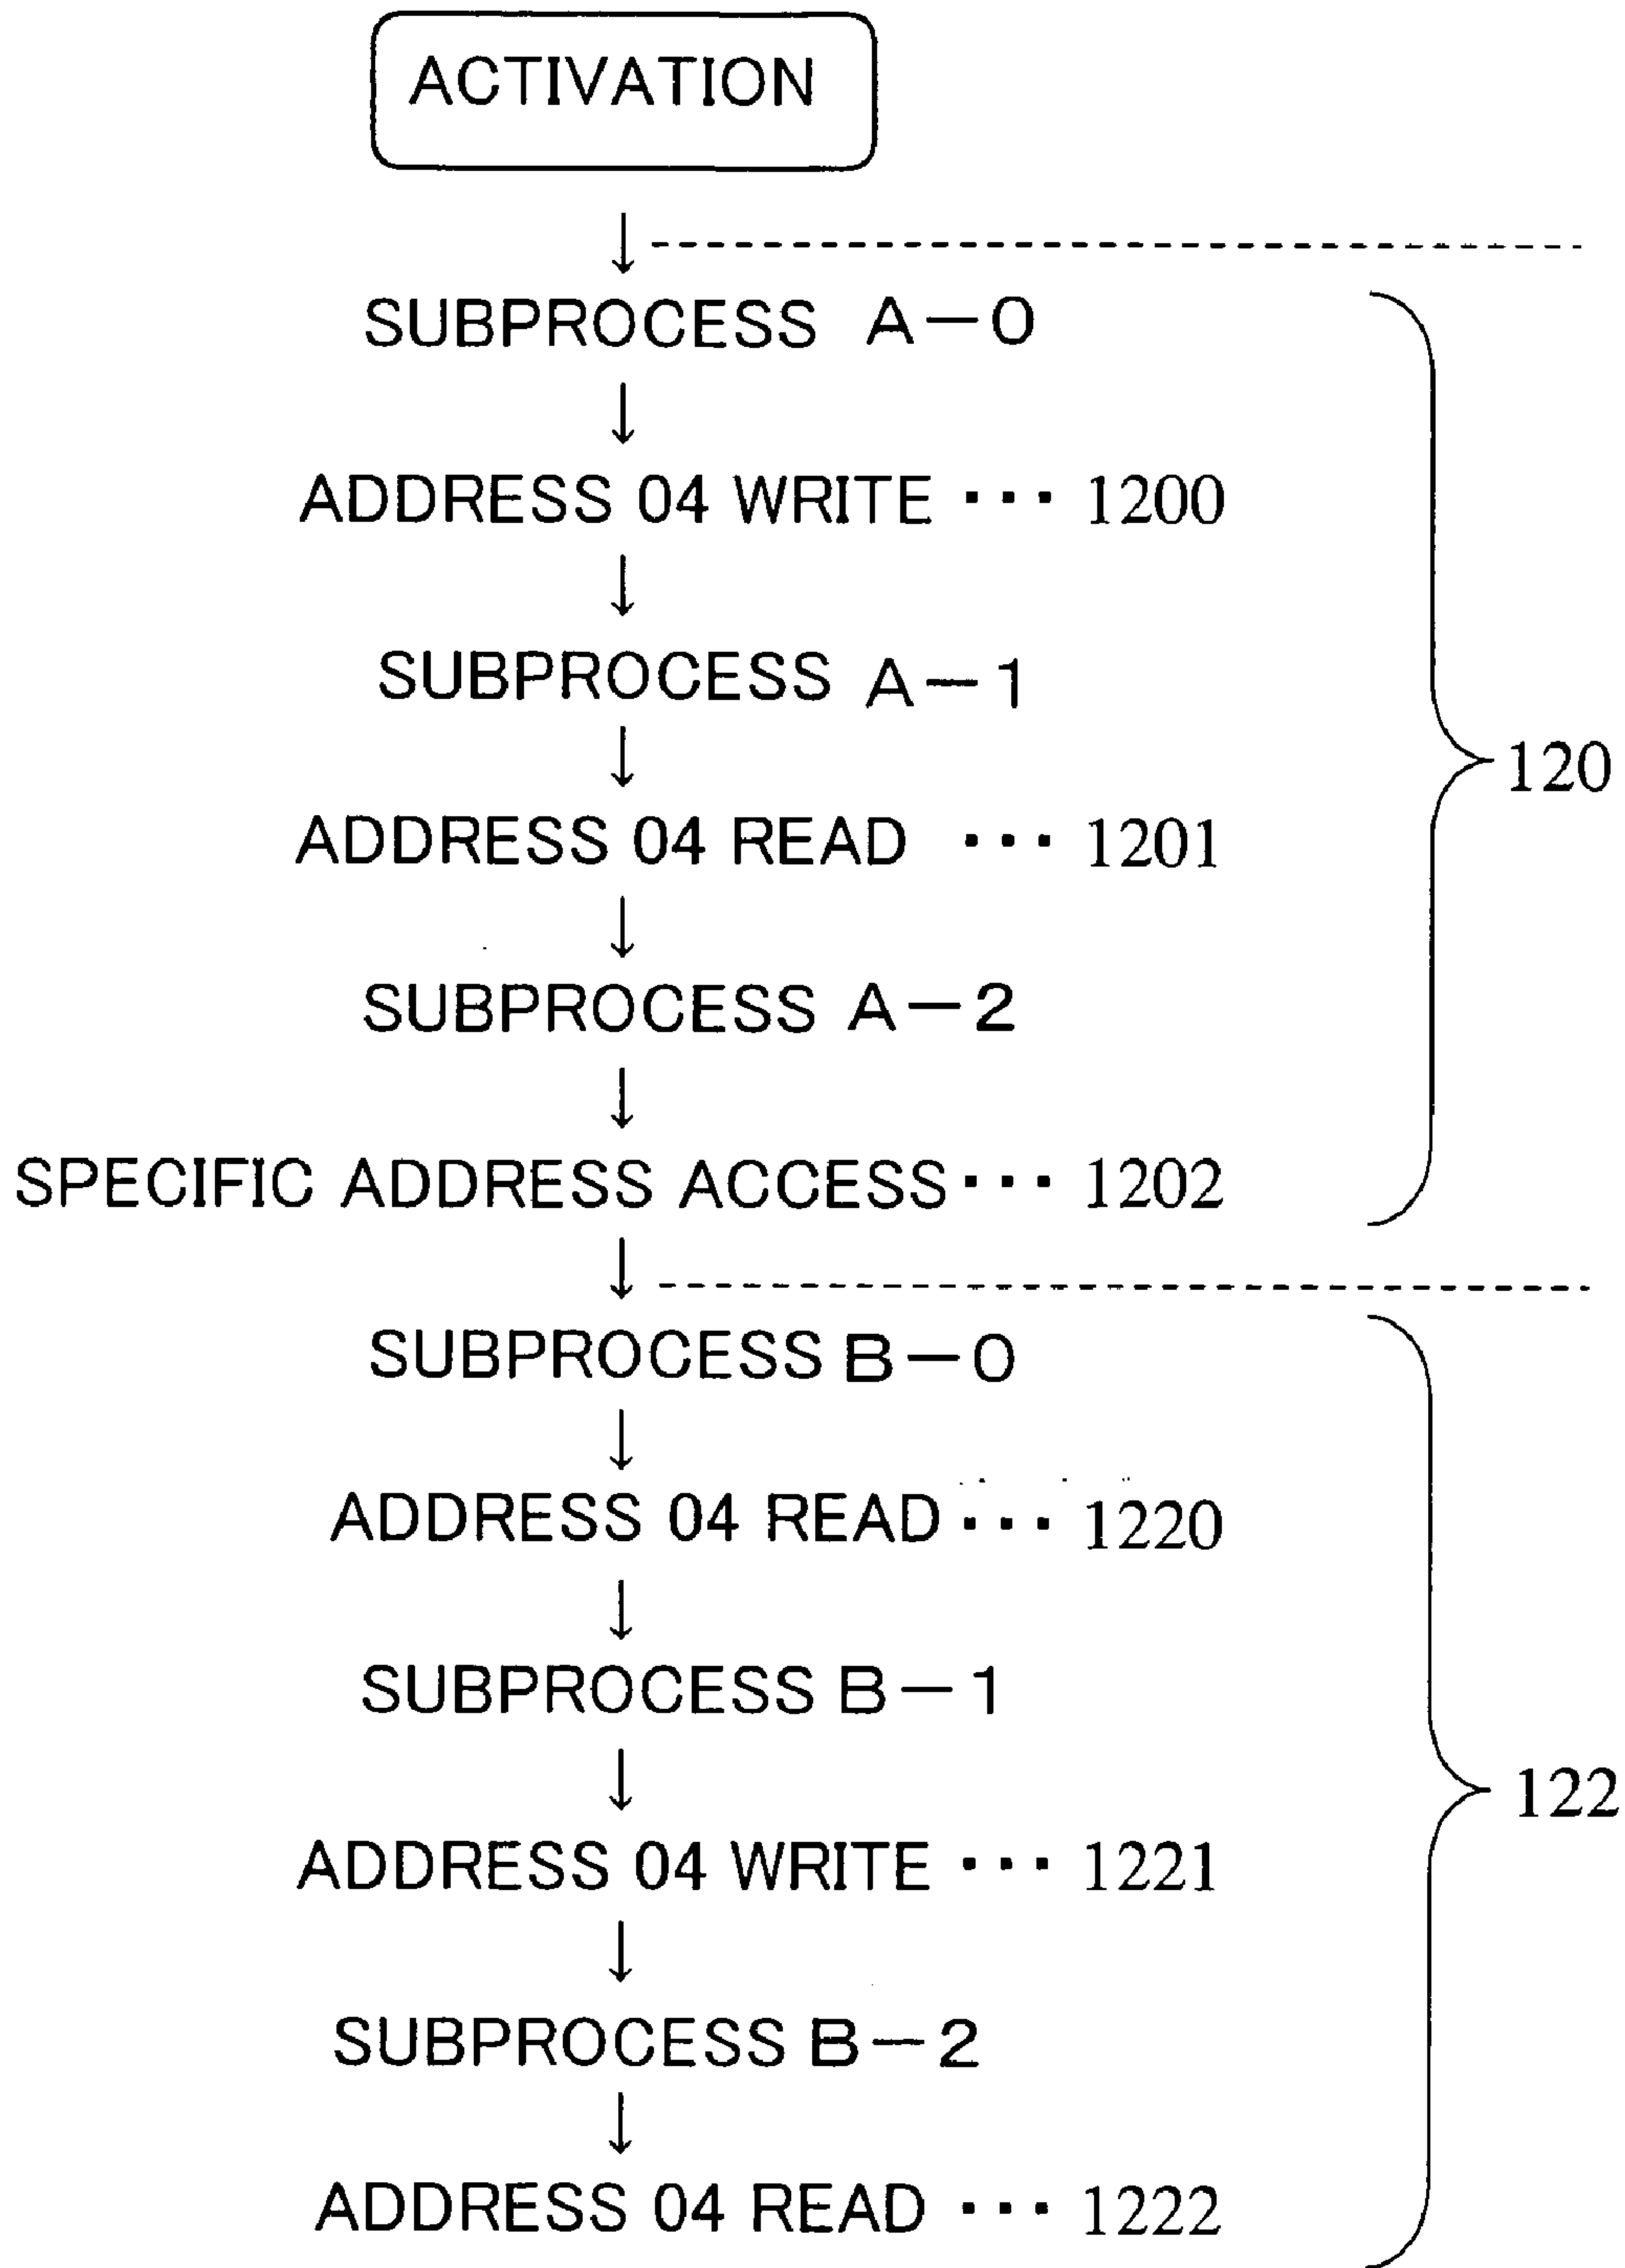 ACTIVATION
SUBPROCESS A－0
ADDRESS 04 WRITE ･･･ 1200
SUBPROCESS A－1
ADDRESS 04 READ ･･･ 1201
120
SUBPROCESS A－2
SPECIFIC ADDRESS ACCESS･･･ 1202
SUBPROCESS B－0
ADDRESS 04 READ ･･･ 1220
SUBPROCESS B－1
122
ADDRESS 04 WRITE ･･･ 1221
SUBPROCESS B－2
ADDRESS 04 READ ･･･ 1222